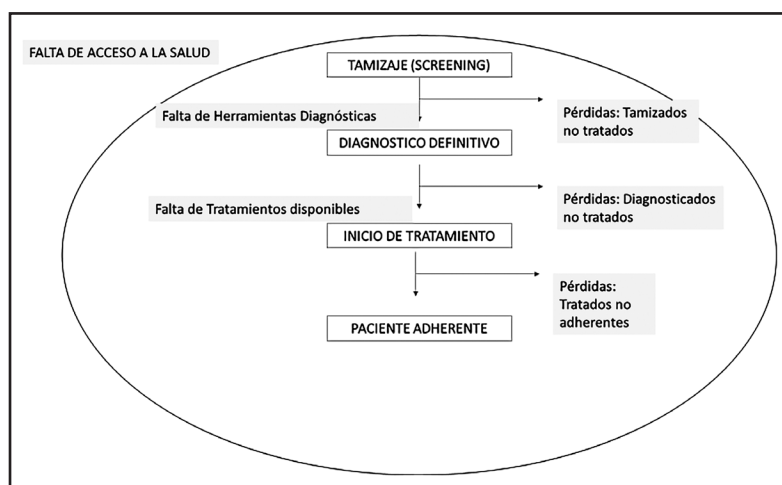 FALTA DE ACCESO A LA SALUD
TAMIZAJE (SCREENING)
Falta de Herramientas Diagnósticas
Pérdidas: Tamizados
no tratados
DIAGNOSTICO DEFINITIVO
Falta de Tratamientos disponibles
Pérdidas: Diagnosticados
no tratados
INICIO DE TRATAMIENTO
Pérdidas:
Tratados no
adherentes
PACIENTE ADHERENTE